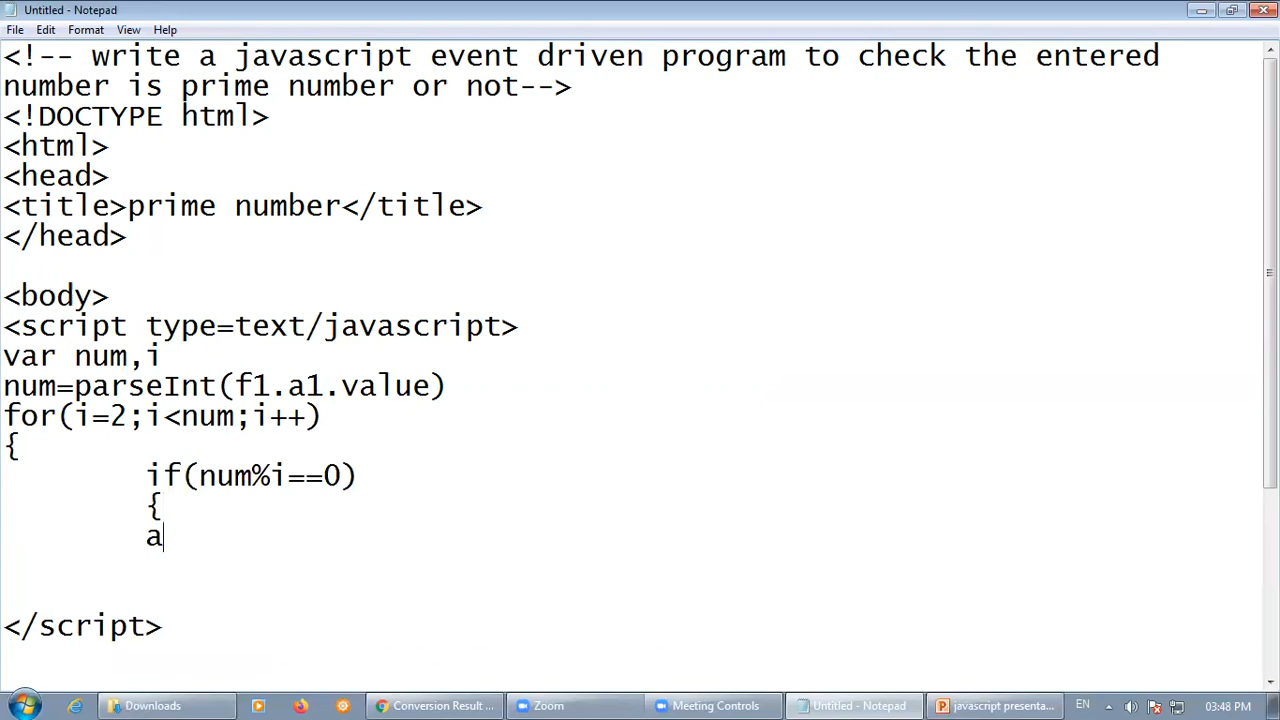 Untitled - Notepad
File Edit Format View Help
<!-- write a javascript event driven program to check the entered
number is prime number or not-->
<!DOCTYPE html>
<html>
<head>
<title>prime number</title>
</head>
<body>
<script type=text/javascript>
var num,i
num=parseInt(f1.a1.value)
for(i=2;i<num;i++)
{
if(num%i==0)
{
a
</script>
Downloads Conversion Result ... Zoom Meeting Controls Untitled - Notepad javascript presenta... EN 03:48 PM